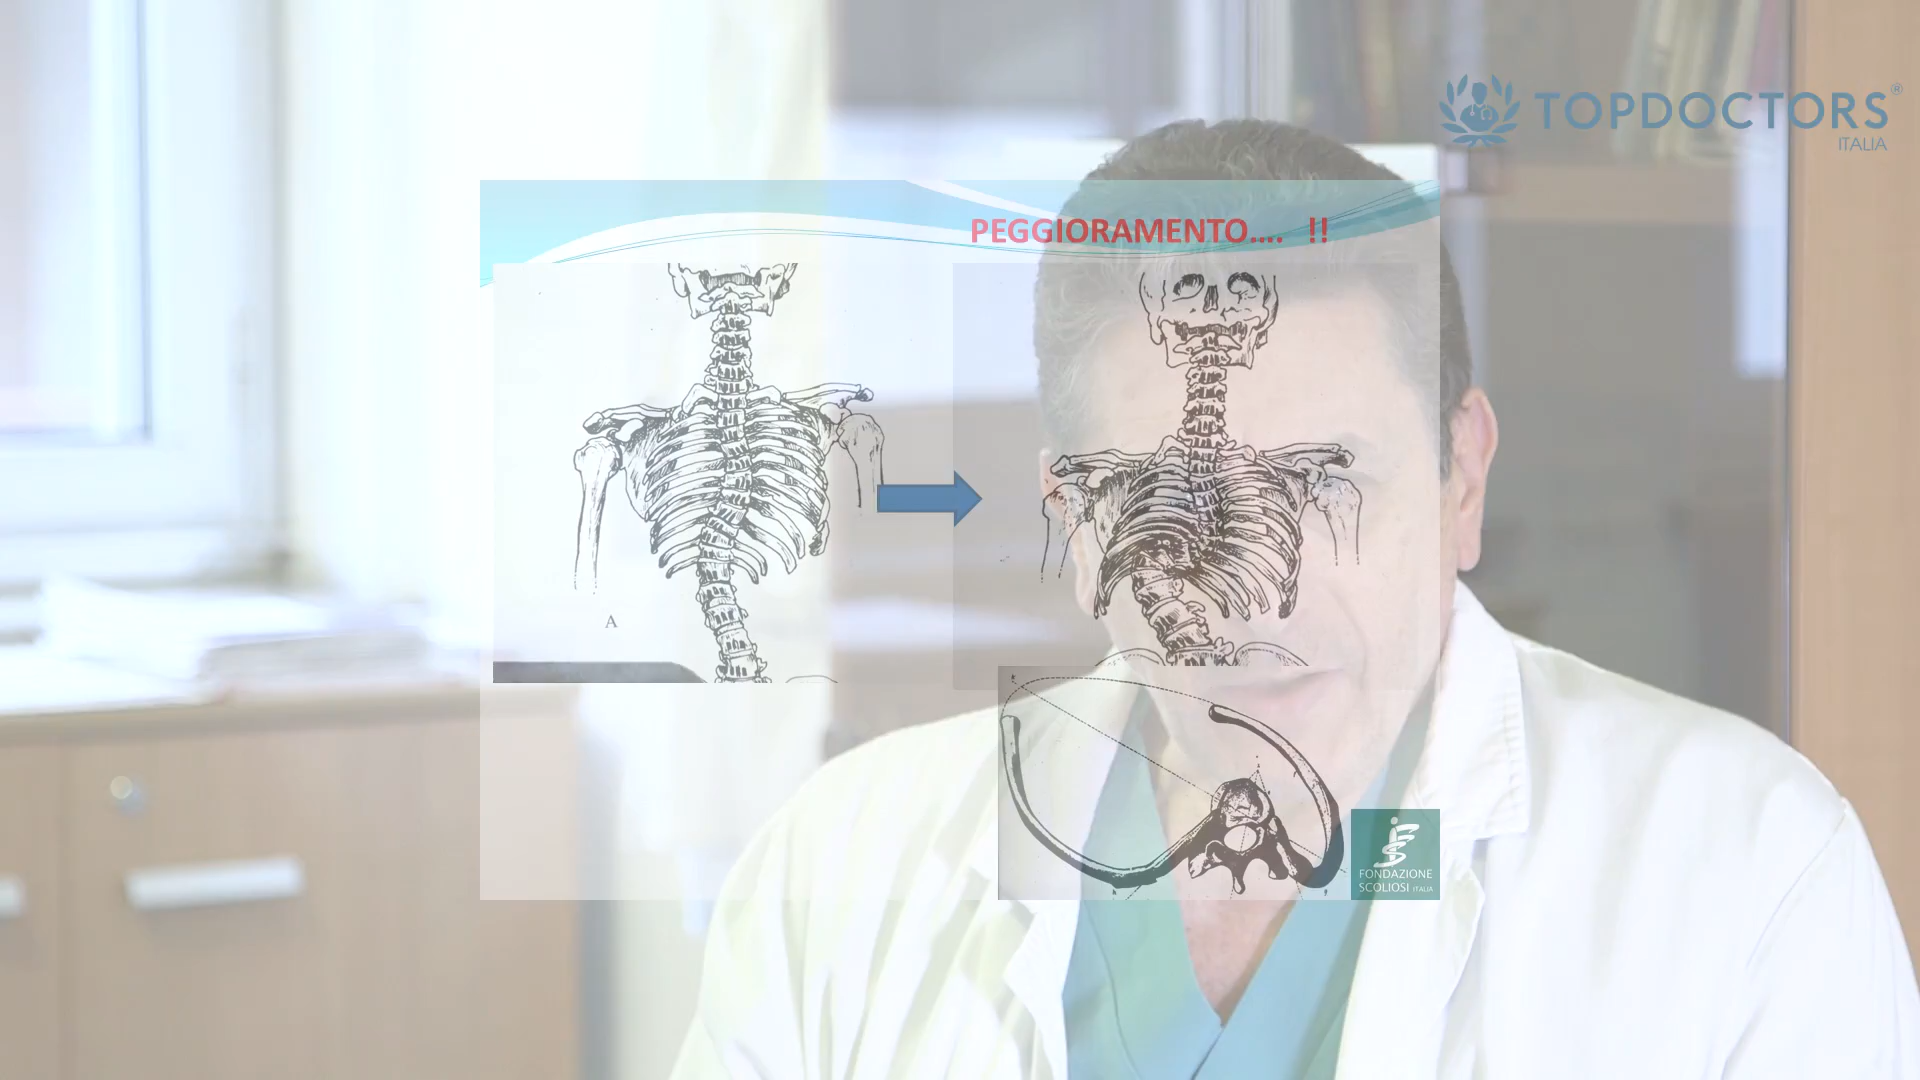 TOPDOCTORS®
ITALIA
PEGGIORAMENTO.... !!
A
FONDAZIONE
SCOLIOSI ITALIA